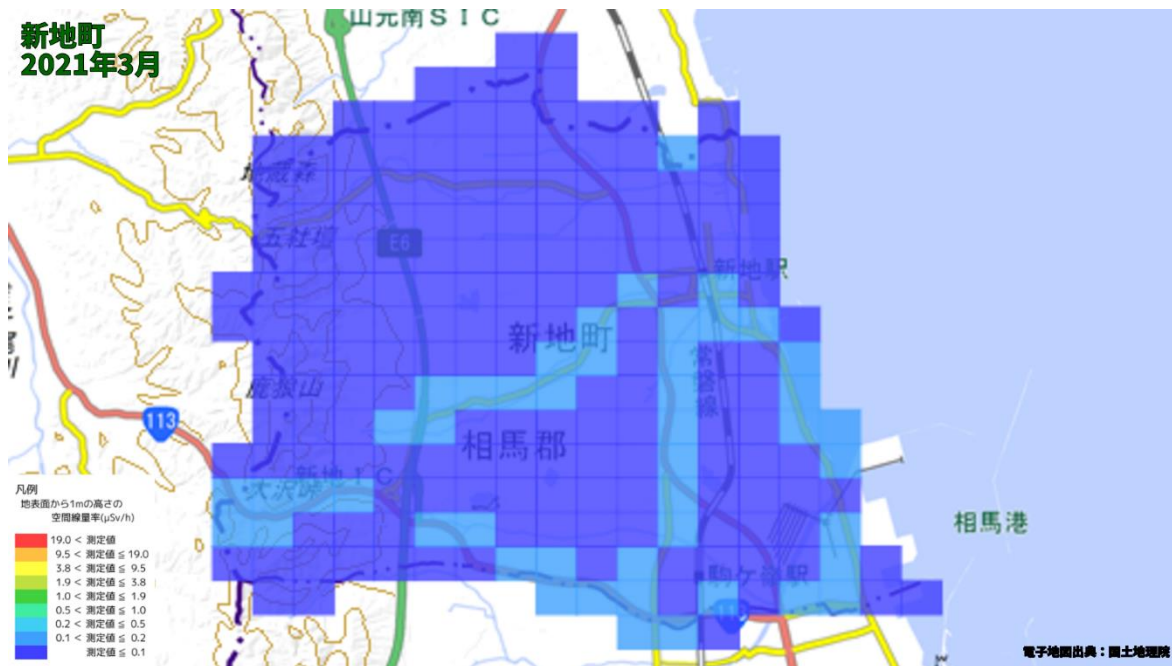 新地町
2021年3月
山元南ＳＩＣ
地蔵森
五社壇
E6
新地駅
新地町
常磐線
鹿狼山
113
相馬郡
新地ＩＣ
大沢峠
相馬港
駒ケ嶺駅
凡例
地表面から1mの高さの
空間線量率(μSv/h)
19.0 < 測定値
9.5 < 測定値 ≦ 19.0
3.8 < 測定値 ≦ 9.5
1.9 < 測定値 ≦ 3.8
1.0 < 測定値 ≦ 1.9
0.5 < 測定値 ≦ 1.0
0.2 < 測定値 ≦ 0.5
0.1 < 測定値 ≦ 0.2
測定値 ≦ 0.1
電子地図出典：国土地理院